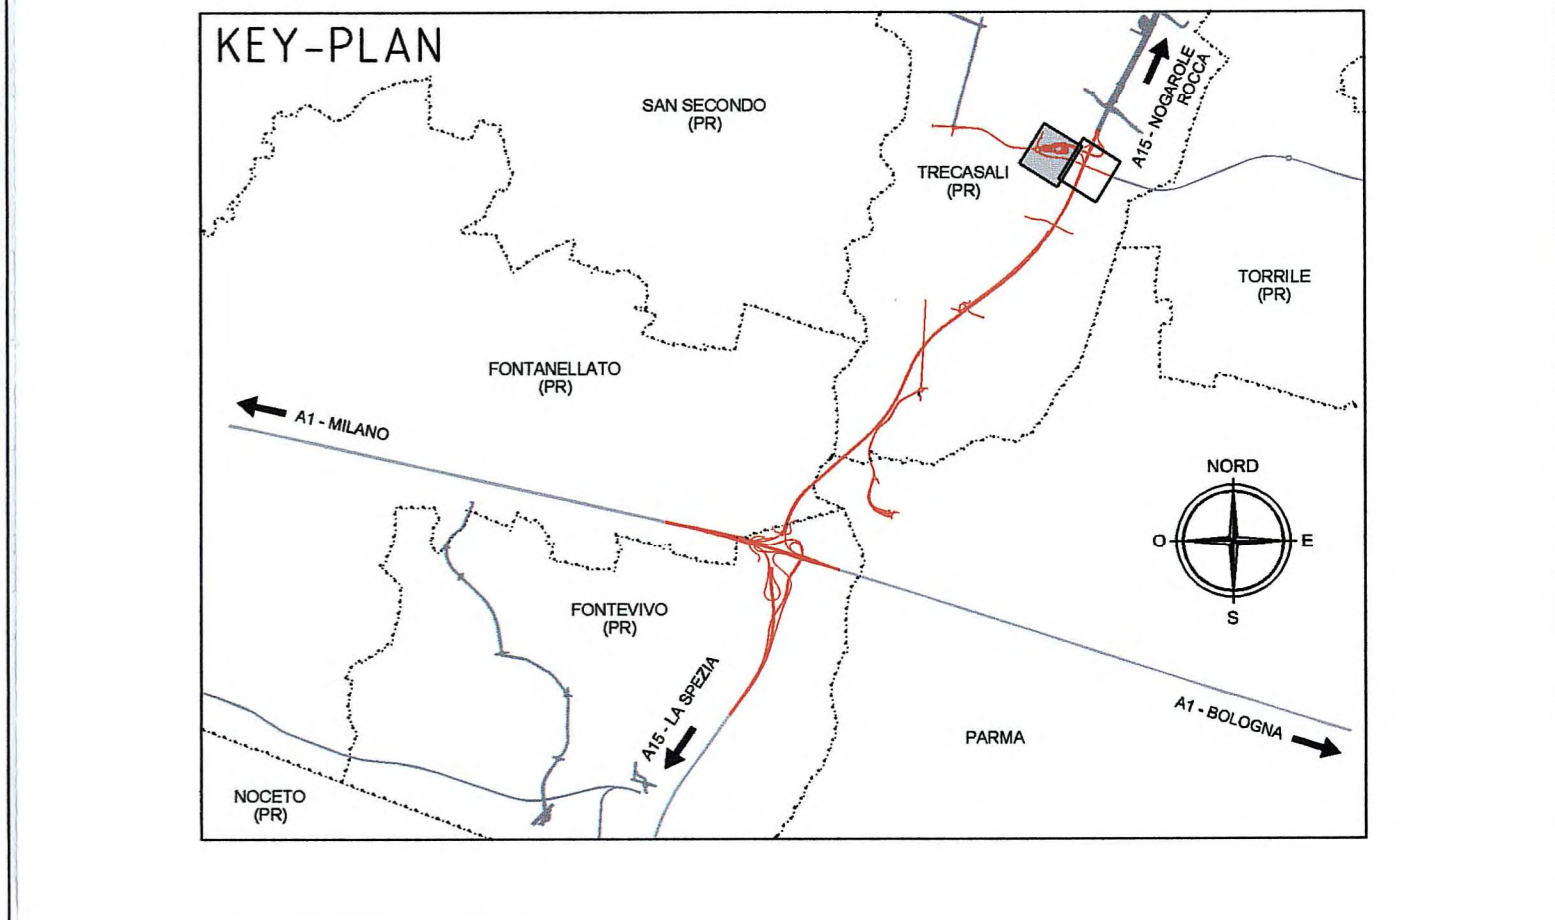 KEY-PLAN
SAN SECONDO
(PR)
A15 - NOGAROLE
ROCCA
TRECASALI
(PR)
TORRILE
(PR)
FONTANELLATO
(PR)
A1 - MILANO
NORD
O
E
S
FONTEVIVO
(PR)
A15 - LA SPEZIA
A1 - BOLOGNA
PARMA
NOCETO
(PR)